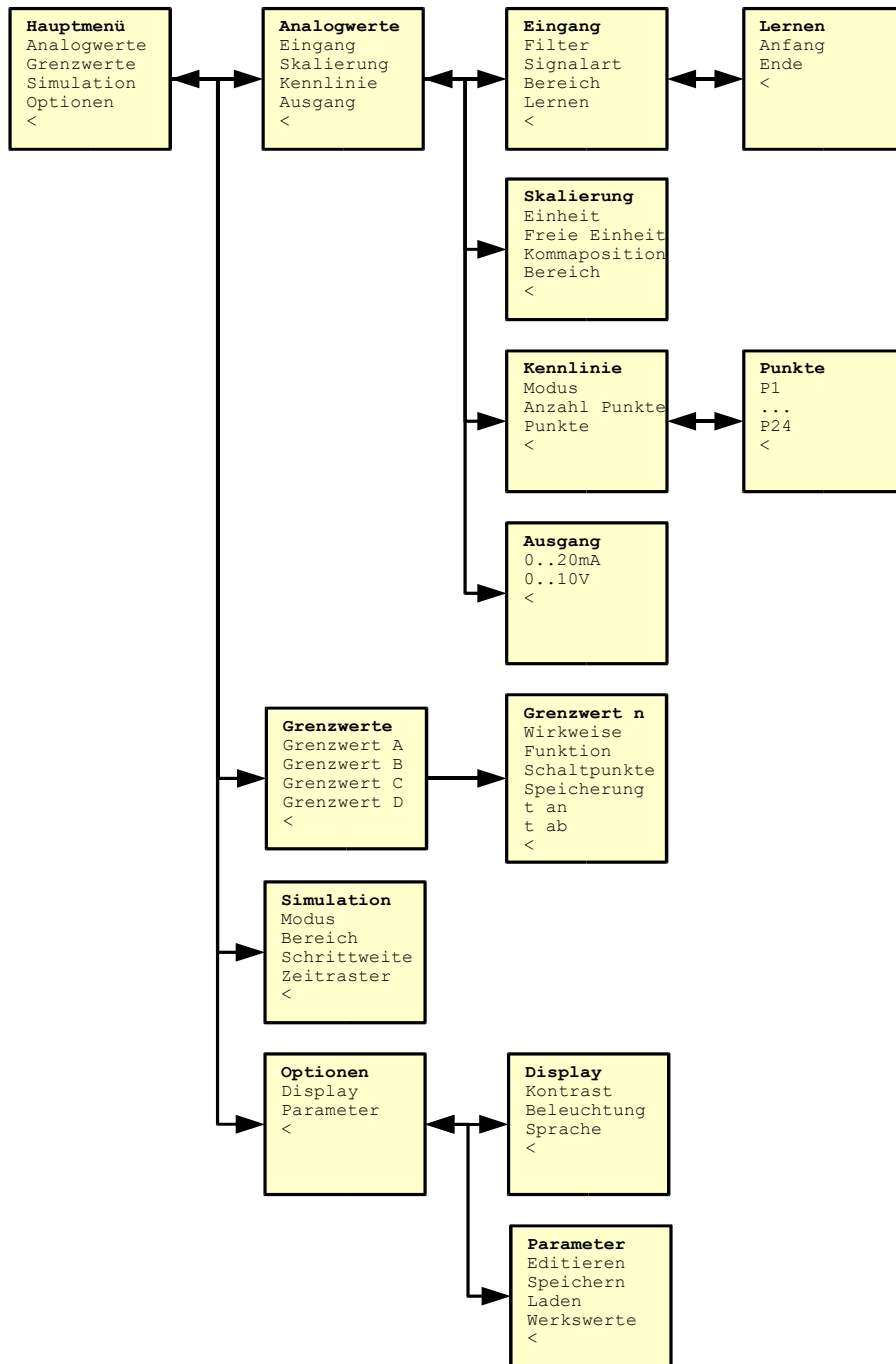 Hauptmenü
Analogwerte
Grenzwerte
Simulation
Optionen
<
Analogwerte
Eingang
Skalierung
Kennlinie
Ausgang
<
Eingang
Filter
Signalart
Bereich
Lernen
<
Lernen
Anfang
Ende
<
Skalierung
Einheit
Freie Einheit
Kommaposition
Bereich
<
Kennlinie
Modus
Anzahl Punkte
Punkte
<
Punkte
P1
...
P24
<
Ausgang
0..20mA
0..10V
<
Grenzwerte
Grenzwert A
Grenzwert B
Grenzwert C
Grenzwert D
<
Grenzwert n
Wirkweise
Funktion
Schaltpunkte
Speicherung
t an
t ab
<
Simulation
Modus
Bereich
Schrittweite
Zeitraster
<
Optionen
Display
Parameter
<
Display
Kontrast
Beleuchtung
Sprache
<
Parameter
Editieren
Speichern
Laden
Werkswerte
<